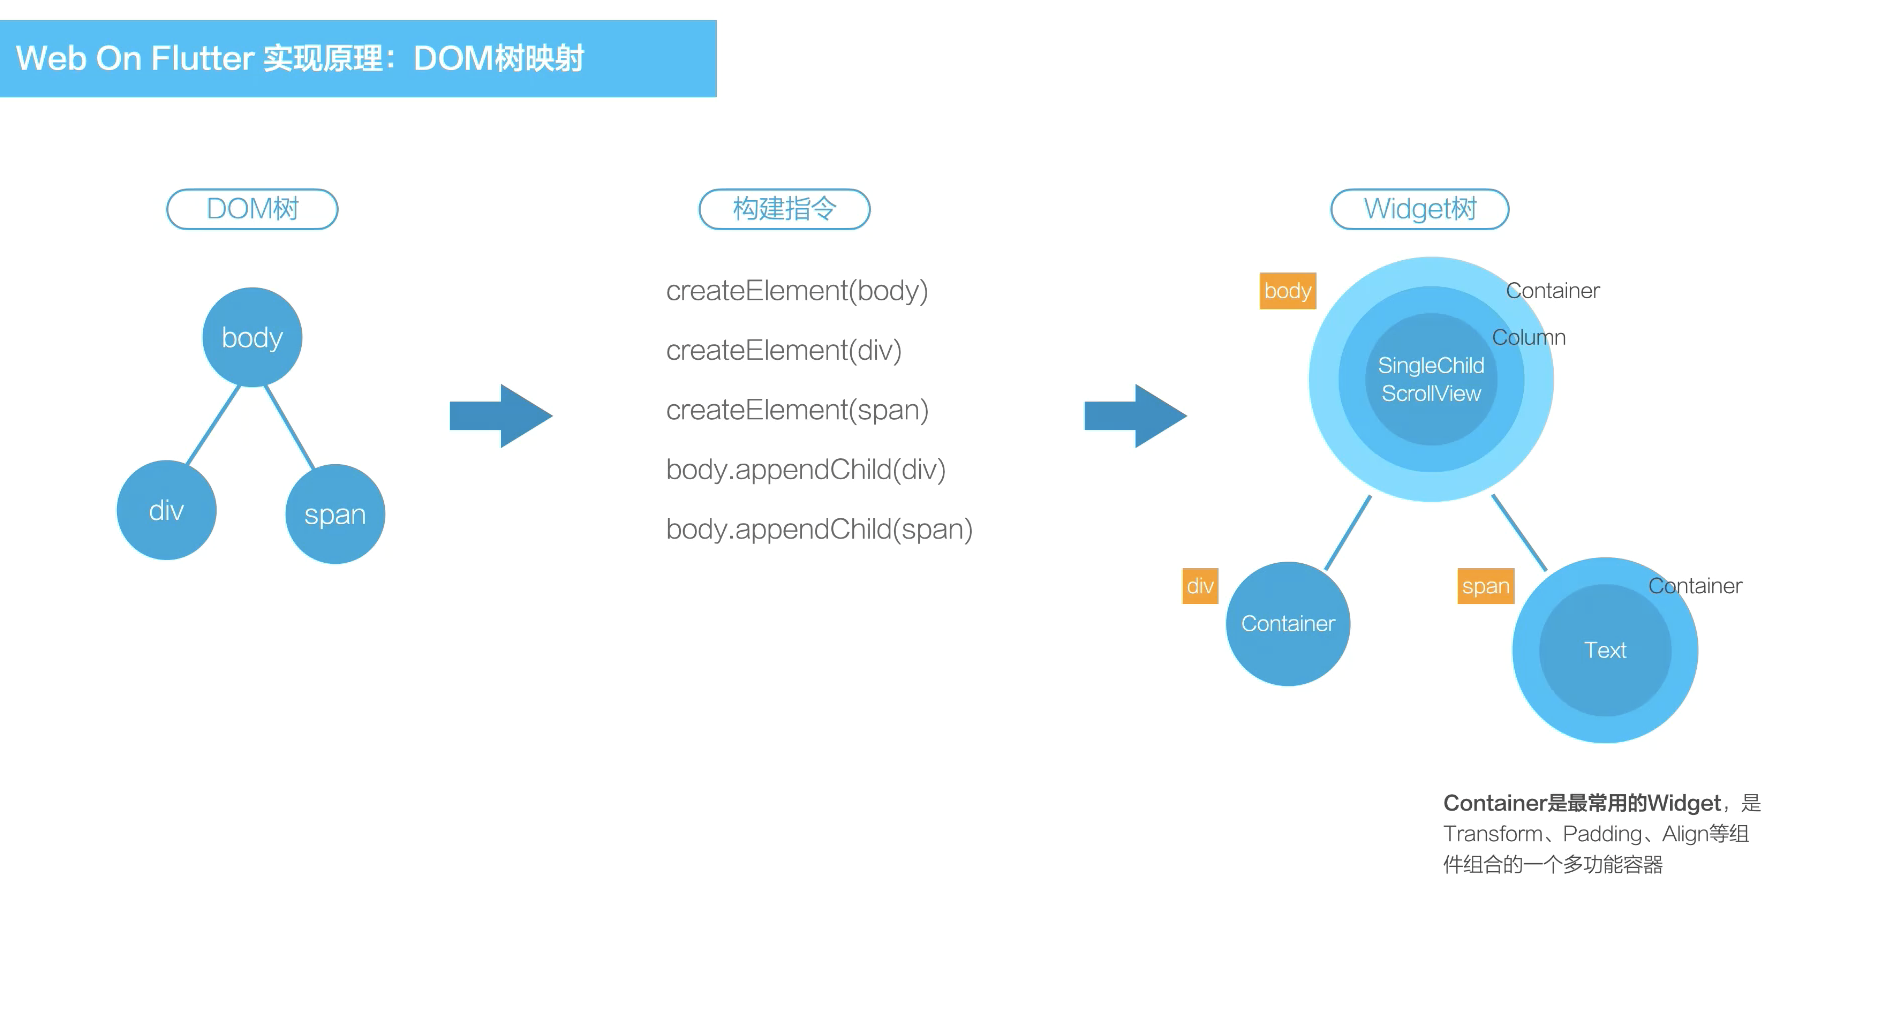 Web On Flutter 实现原理：DOM树映射
DOM树
body
div
span
构建指令
createElement(body)
createElement(div)
createElement(span)
body.appendChild(div)
body.appendChild(span)
Widget树
body
Container
Column
SingleChild
ScrollView
div
Container
span
Container
Text
Container是最常用的Widget，是
Transform、Padding、Align等组
件组合的一个多功能容器